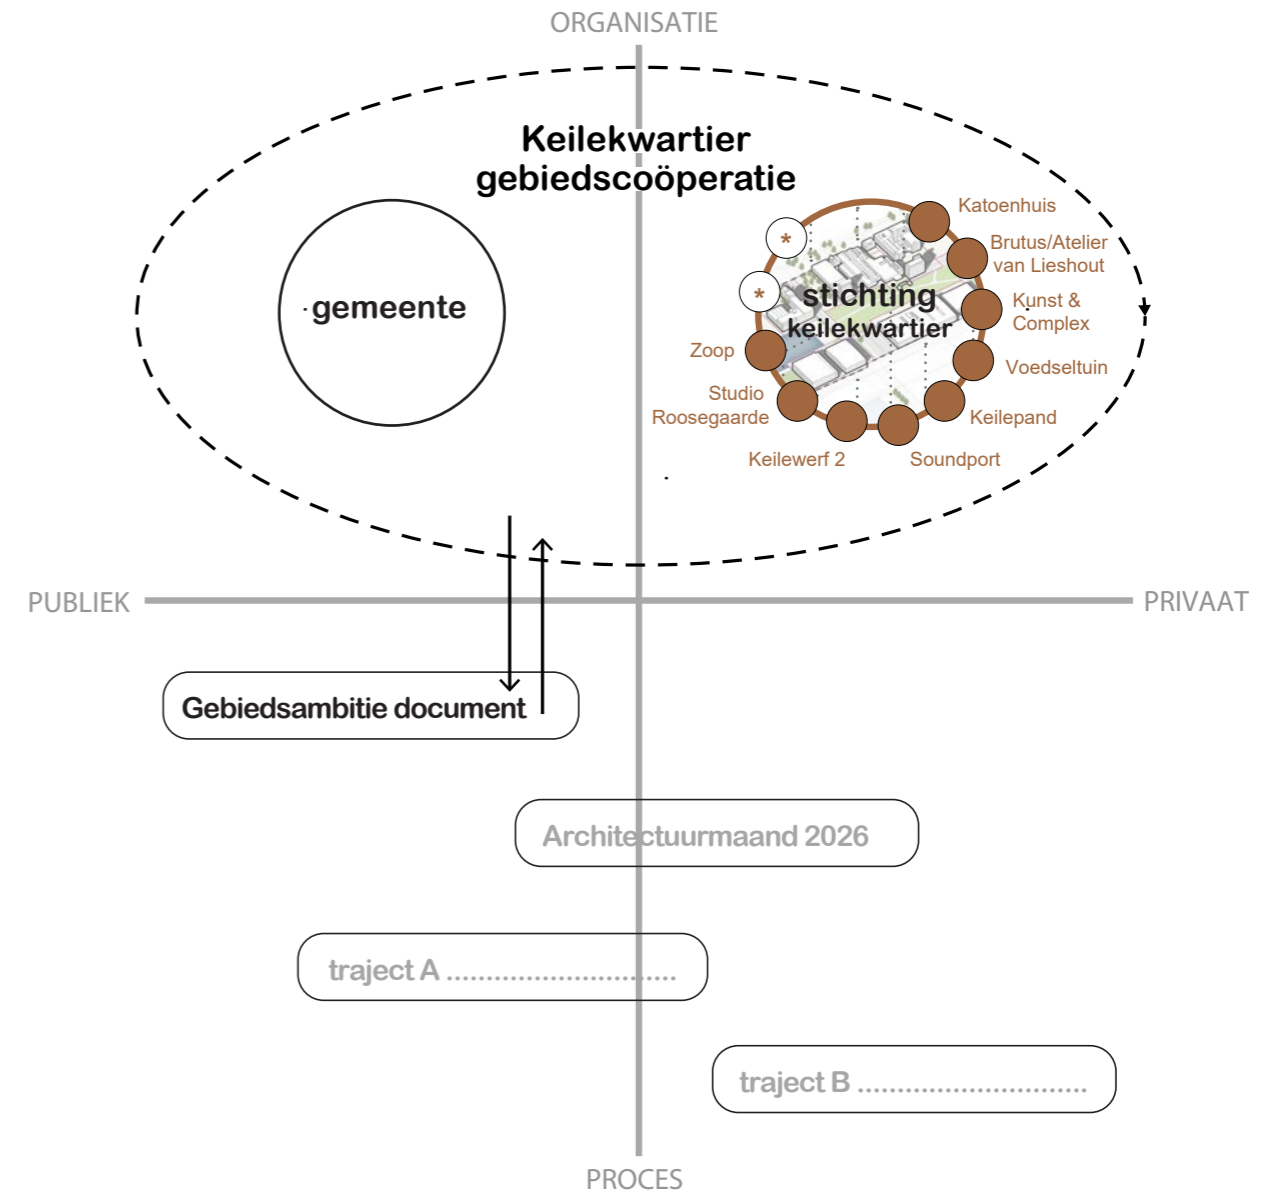 ORGANISATIE
Keilekwartier
gebiedscoöperatie
gemeente
stichting
keilekwartier
*
*
Katoenhuis
Brutus/Atelier
van Lieshout
Kunst &
Complex
Voedseltuin
Keilepand
Soundport
Keilewerf 2
Studio
Roosegaarde
Zoop
PUBLIEK
PRIVAAT
Gebiedsambitie document
Architectuurmaand 2026
traject A .............................
traject B .............................
PROCES